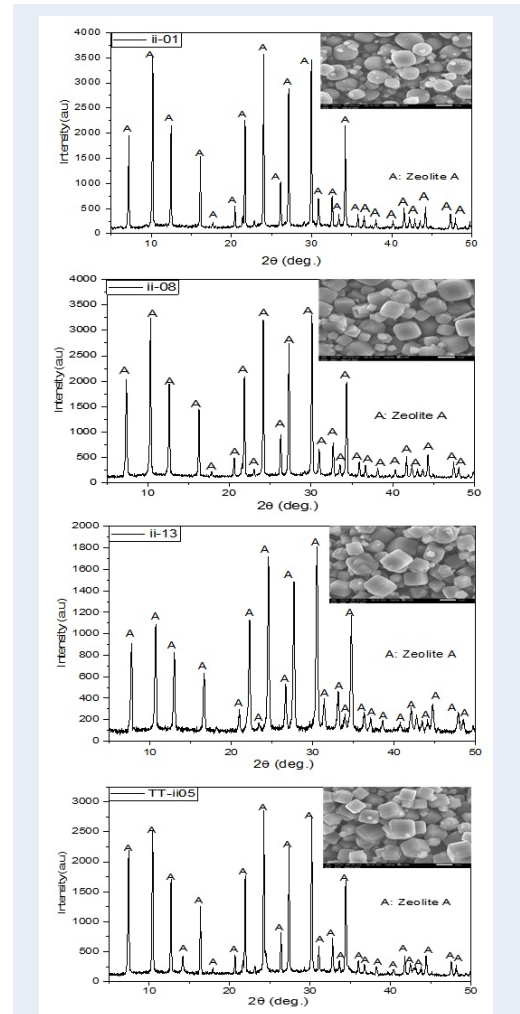 ii-01
4000
3500
3000
2500
2000
1500
1000
500
0
Intensity(au)
A A A A A A A A A A A A A A A A A A A A A A A A
A: Zeolite A
10 20 30 40 50
2θ (deg.)
ii-08
4000
3500
3000
2500
2000
1500
1000
500
0
Intensity(au)
A A A A A A A A A A A A A A A A A A A A A A A A A
A: Zeolite A
10 20 30 40 50
2θ (deg.)
ii-13
2000
1800
1600
1400
1200
1000
800
600
400
200
0
Intensity(au)
A A A A A A A A A A A A A A A A A A A A A A A A A
A: Zeolite A
10 20 30 40 50
2θ (deg.)
TT-ii05
3000
2500
2000
1500
1000
500
0
Intensity(au)
A A A A A A A A A A A A A A A A A A A A A A A A A A
A: Zeolite A
10 20 30 40 50
2θ (deg.)